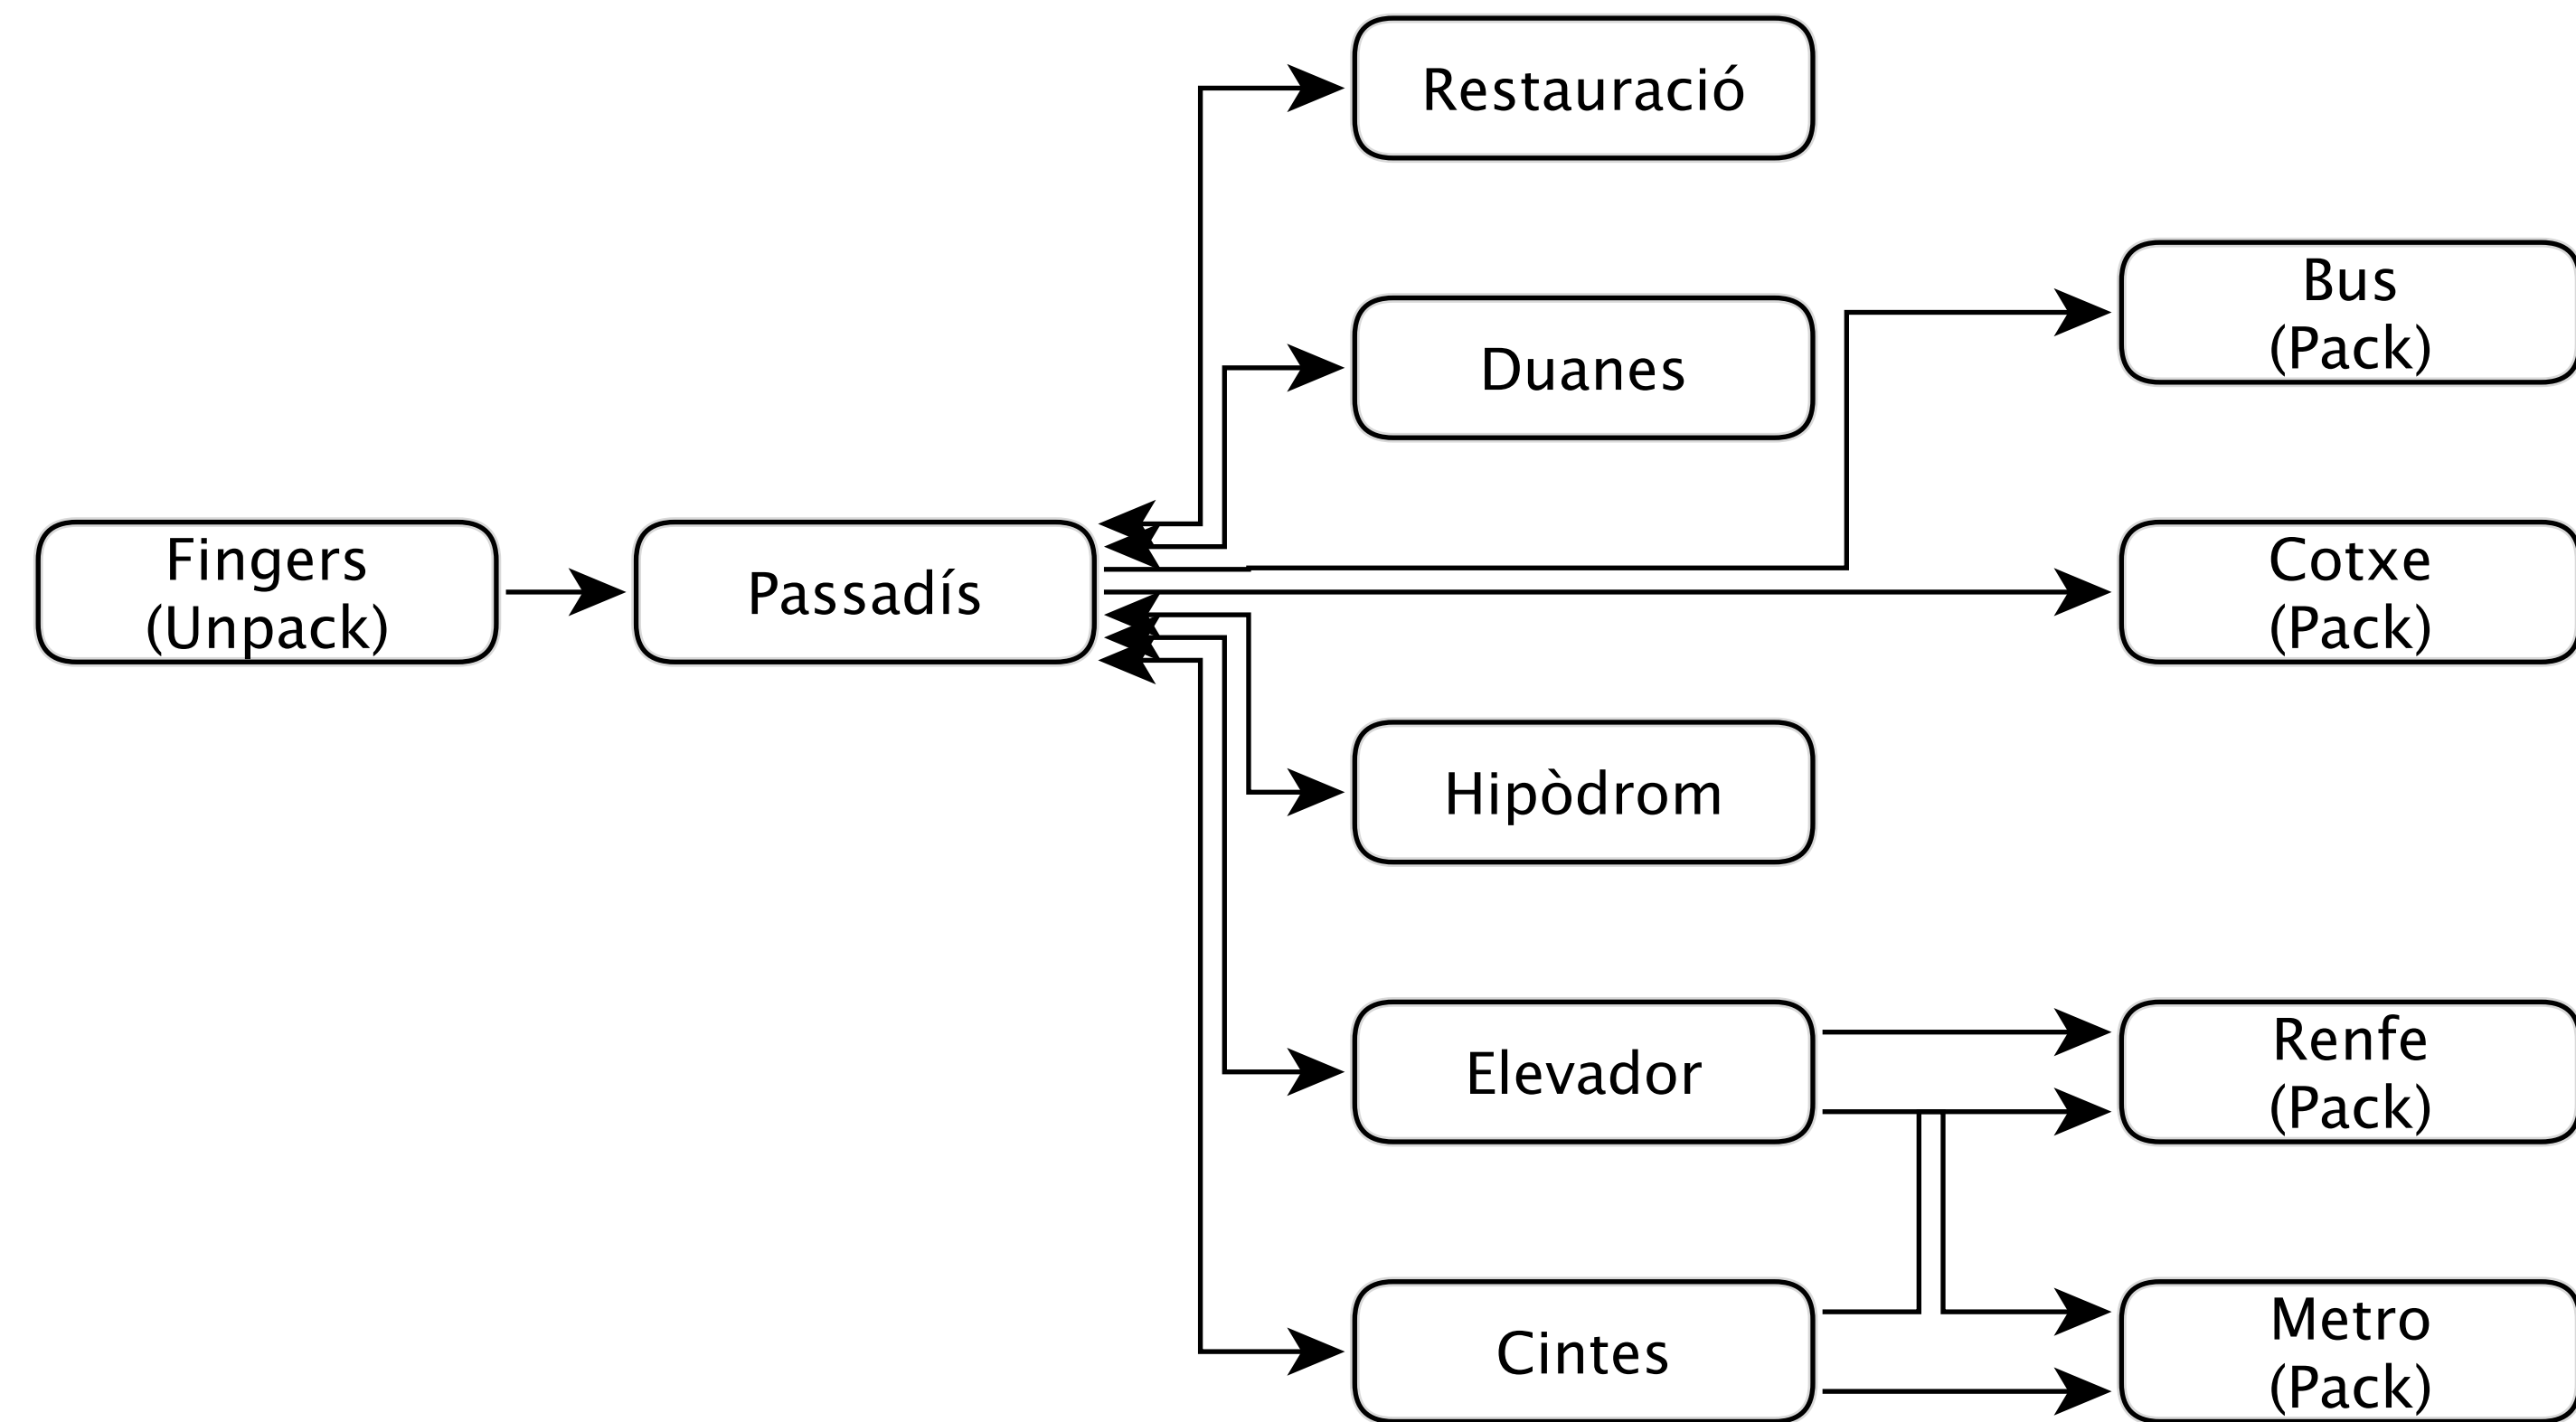 Restauració
Bus
(Pack)
Duanes
Fingers
(Unpack)
Passadís
Cotxe
(Pack)
Hipòdrom
Elevador
Renfe
(Pack)
Cintes
Metro
(Pack)